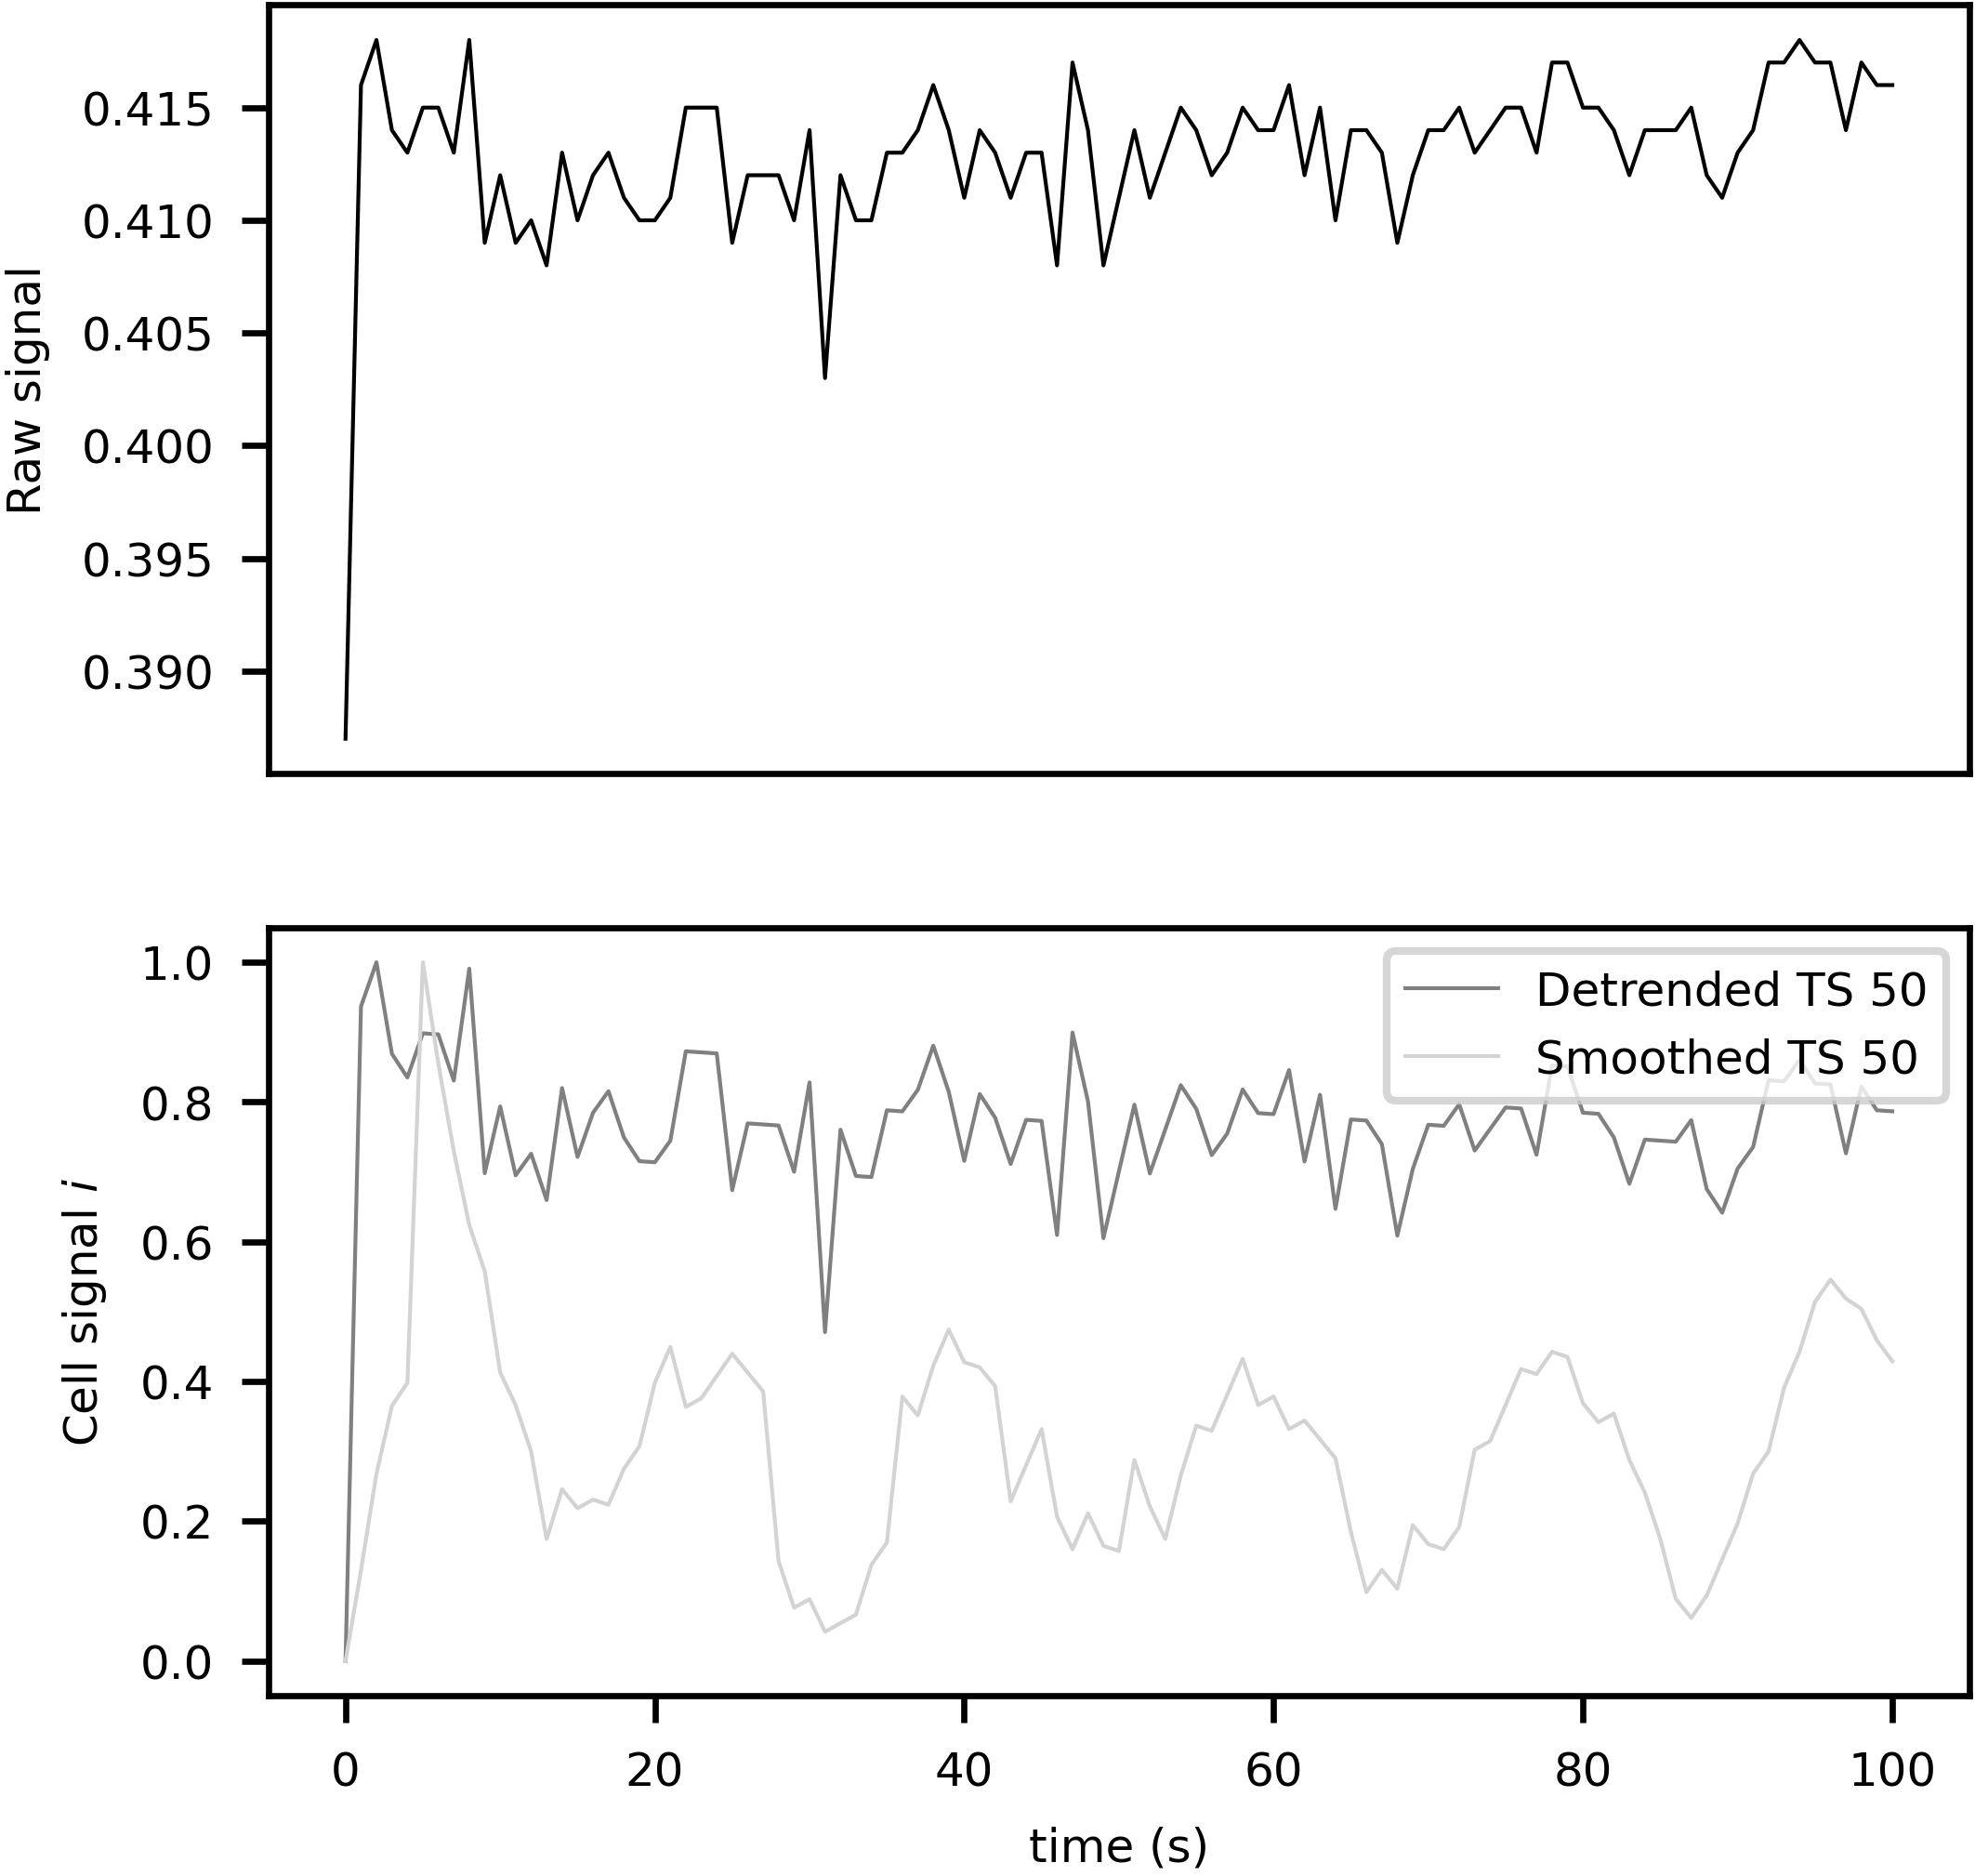 Raw signal
0.415
0.410
0.405
0.400
0.395
0.390
Cell signal i
1.0
0.8
0.6
0.4
0.2
0.0
Detrended TS 50
Smoothed TS 50
0 20 40 60 80 100
time (s)